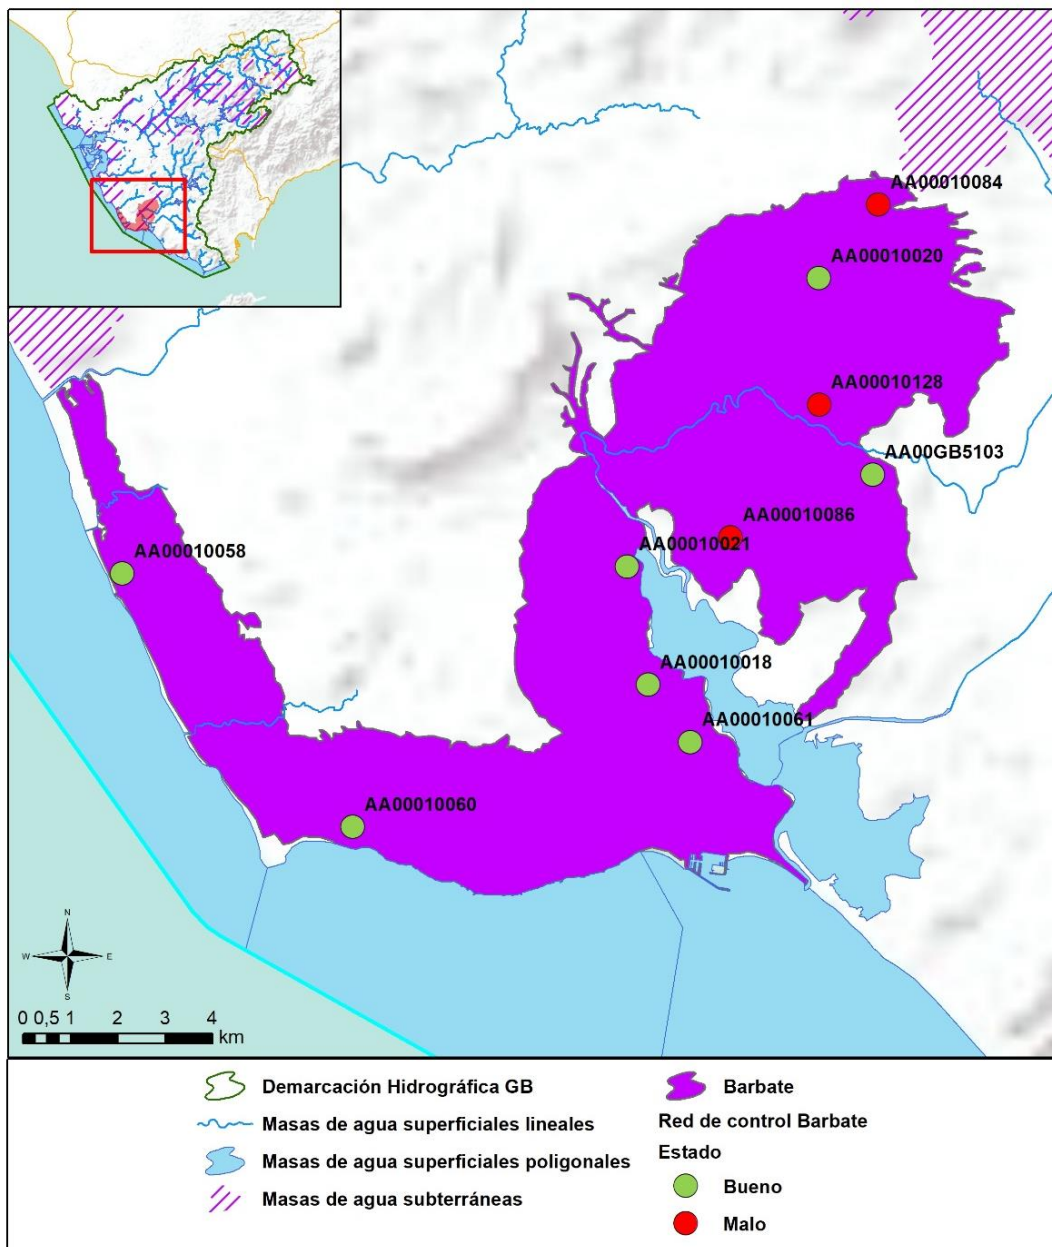 AA00010084
AA00010020
AA00010128
AA00GB5103
AA00010086
AA00010021
AA00010058
AA00010018
AA00010061
AA00010060
N
W E
S
0 0,5 1 2 3 4
km
Demarcación Hidrográfica GB
Masas de agua superficiales lineales
Masas de agua superficiales poligonales
Masas de agua subterráneas
Barbate
Red de control Barbate
Estado
Bueno
Malo